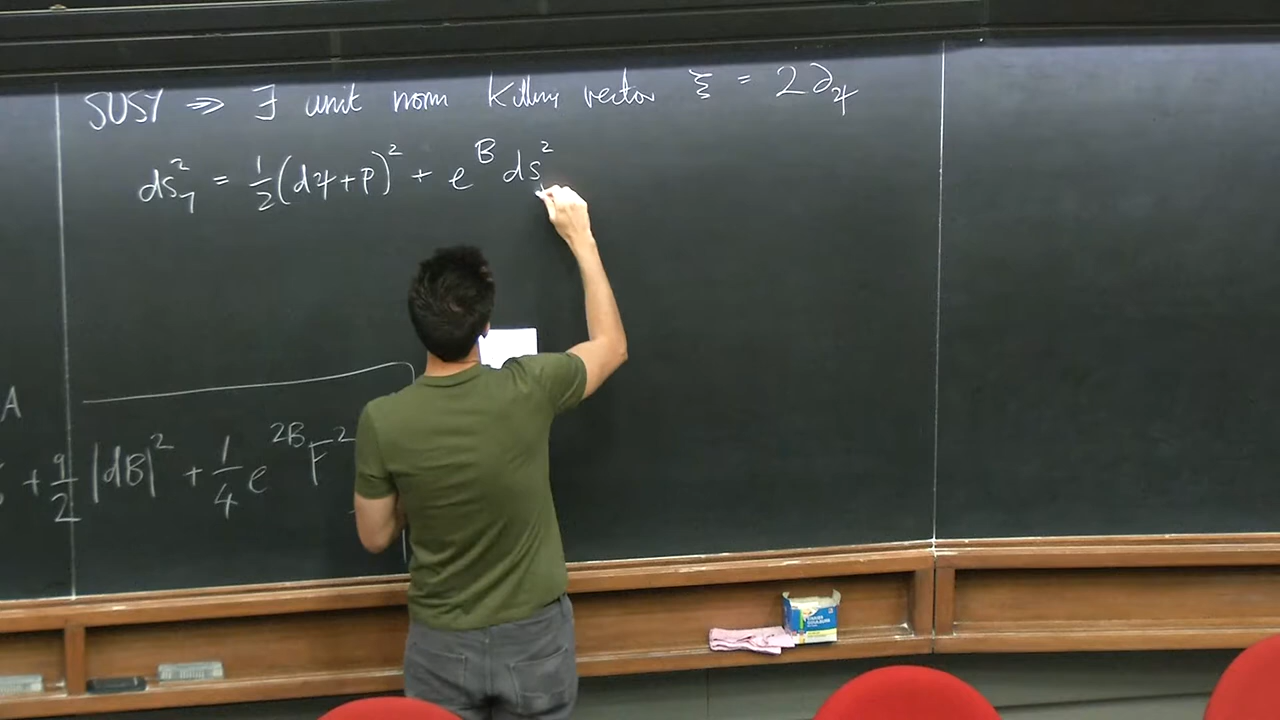 SUSY ⇒ ∃ unit norm Killing vector ξ = 2∂_ψ
ds²₇ = ½(dψ+P)² + e^B ds²
A
+ 9/2 |dB|² + ¼ e^{2B} F²